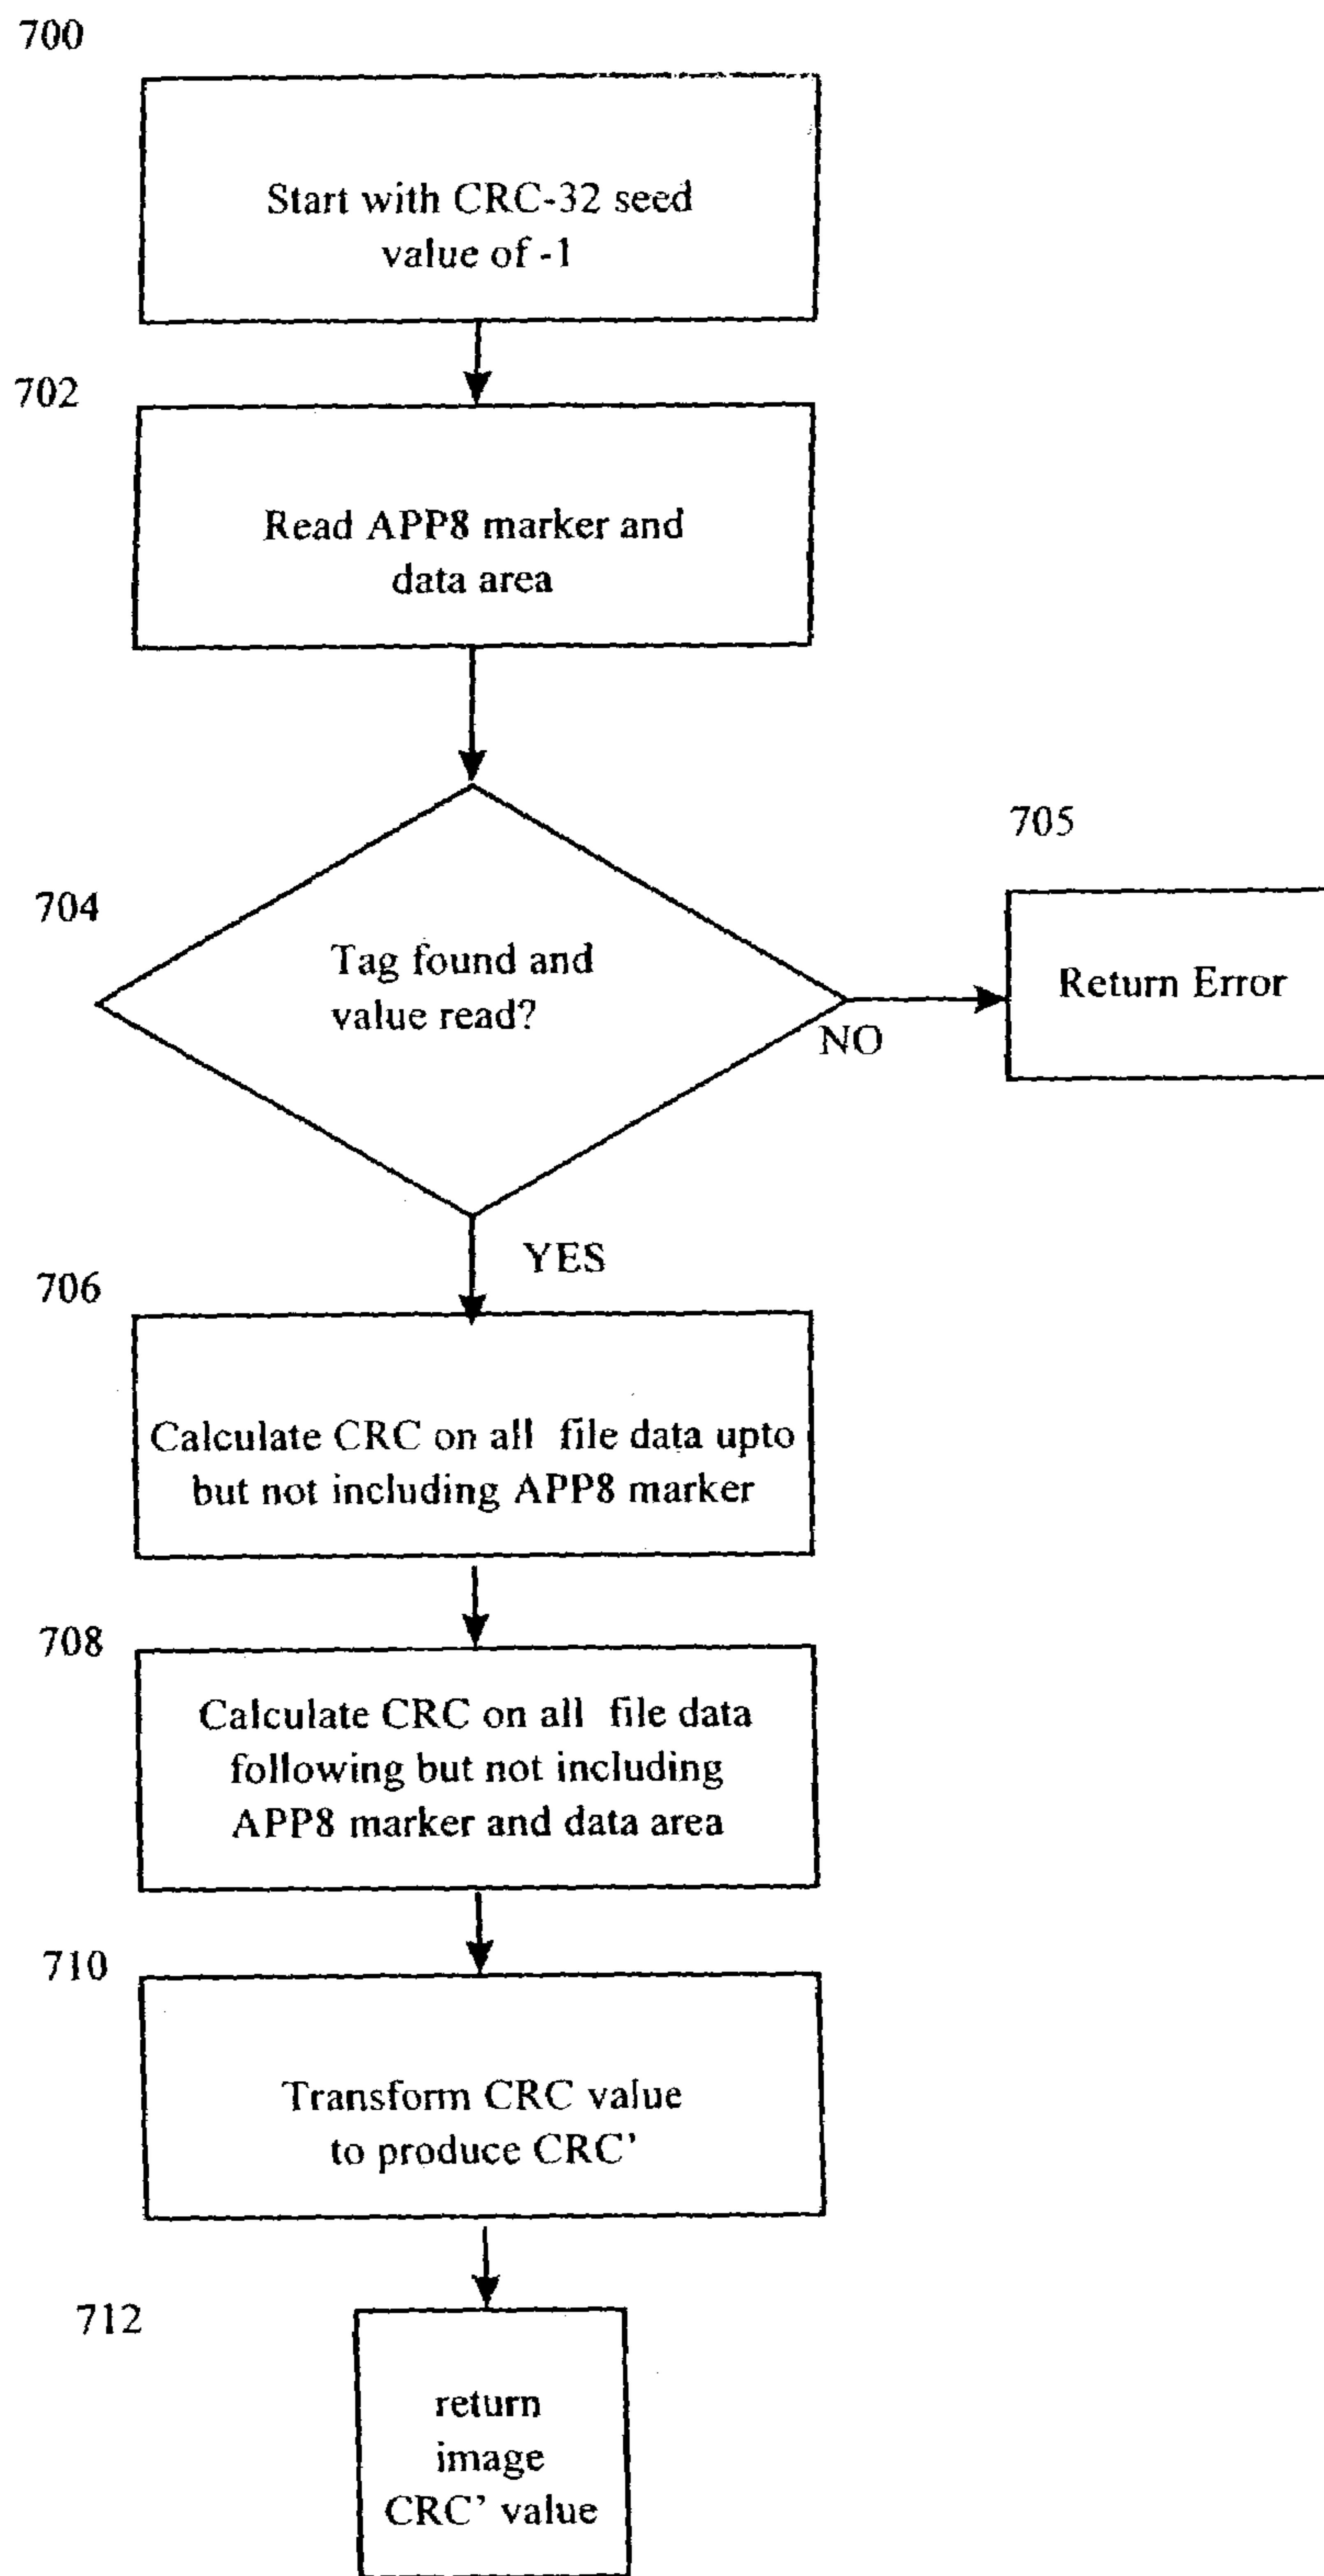 700
Start with CRC-32 seed
value of -1
702
Read APP8 marker and
data area
704
Tag found and
value read?
NO
705
Return Error
YES
706
Calculate CRC on all file data upto
but not including APP8 marker
708
Calculate CRC on all file data
following but not including
APP8 marker and data area
710
Transform CRC value
to produce CRC'
712
return
image
CRC' value